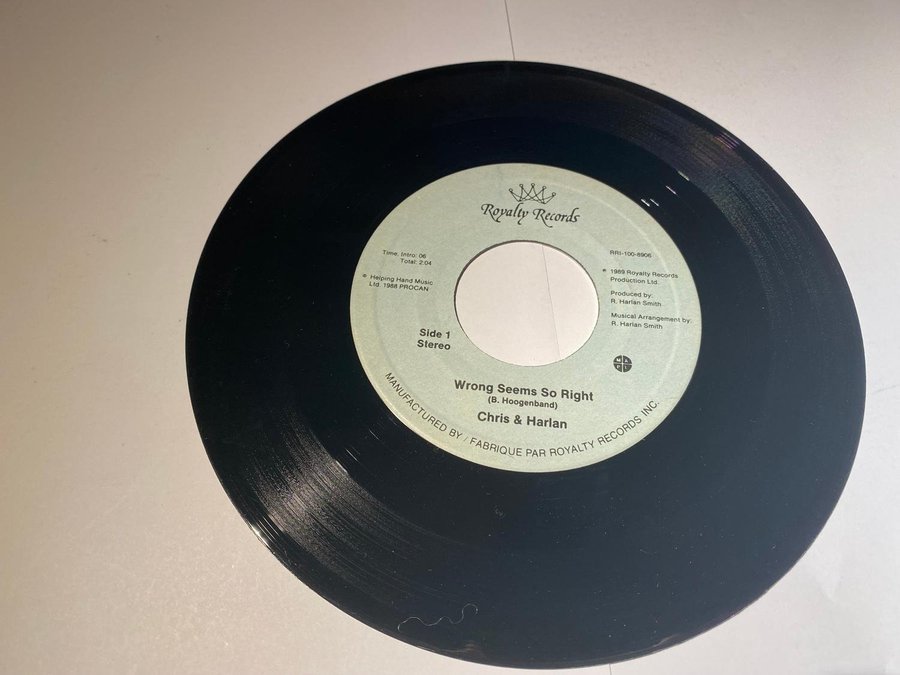 Royalty Records
Time, Intro: 06
Total: 2:04
℗ Helping Hand Music
Ltd. 1988 PROCAN
Side 1
Stereo
RRI-100-8906
℗ 1989 Royalty Records
Production Ltd.
Produced by:
R. Harlan Smith
Musical Arrangement by:
R. Harlan Smith
M A
P L
Wrong Seems So Right
(B. Hoogenband)
Chris & Harlan
MANUFACTURED BY / FABRIQUE PAR ROYALTY RECORDS INC.